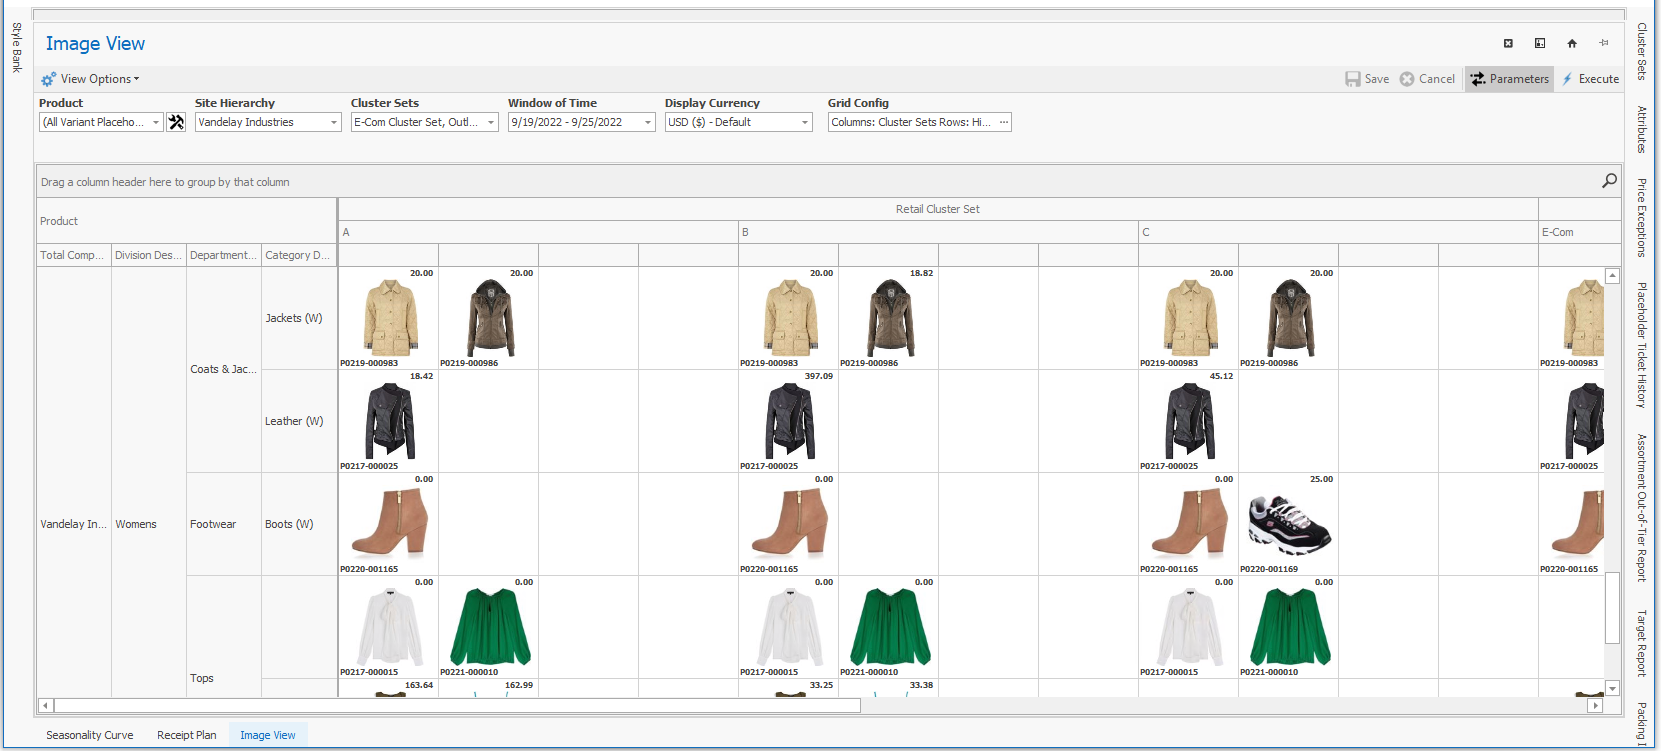 Style Bank
Image View
View Options
Save
Cancel
Parameters
Execute
Product
Site Hierarchy
Cluster Sets
Window of Time
Display Currency
Grid Config
(All Variant Placeho...
Vandelay Industries
E-Com Cluster Set, Outl...
9/19/2022 - 9/25/2022
USD ($) - Default
Columns: Cluster Sets Rows: Hi... ...
Drag a column header here to group by that column
Product
Retail Cluster Set
A
B
C
E-Com
Total Comp...
Division Des...
Department...
Category D...
Vandelay In...
Womens
Coats & Jac...
Jackets (W)
20.00
20.00
20.00
18.82
20.00
20.00
P0219-000983
P0219-000986
P0219-000983
P0219-000986
P0219-000983
P0219-000986
P0219-000983
Leather (W)
18.42
397.09
45.12
P0217-000025
P0217-000025
P0217-000025
P0217-000025
Footwear
Boots (W)
0.00
0.00
0.00
25.00
P0220-001165
P0220-001165
P0220-001165
P0220-001169
P0220-001165
Tops
0.00
0.00
0.00
0.00
0.00
0.00
P0217-000015
P0221-000010
P0217-000015
P0221-000010
P0217-000015
P0221-000010
163.64
162.99
33.25
33.38
Seasonality Curve
Receipt Plan
Image View
Cluster Sets
Attributes
Price Exceptions
Placeholder Ticket History
Assortment Out-of-Tier Report
Target Report
Packing